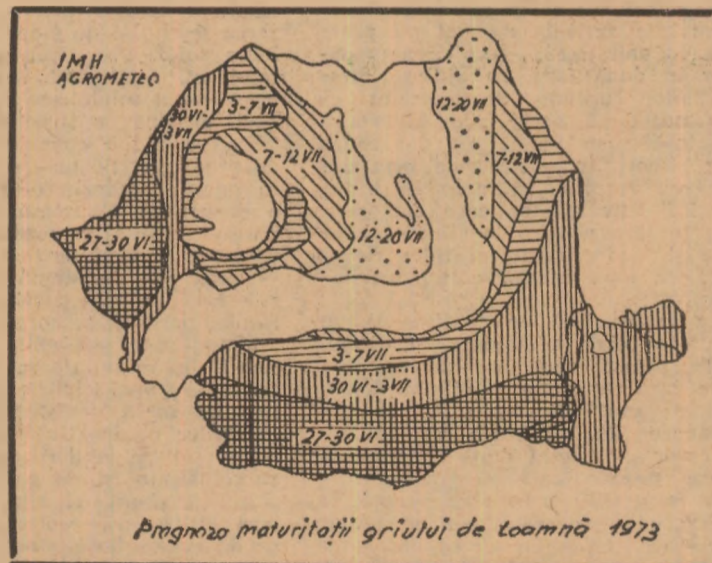 IMH
AGROMETEO
30 VI-
3 VII
3-7 VII
7-12 VII
12-20 VII
12-20 VII
7-12 VII
27-30 VI
3-7 VII
30 VI-3 VII
27-30 VI
Prognoza maturitatii griului de toamnă 1973